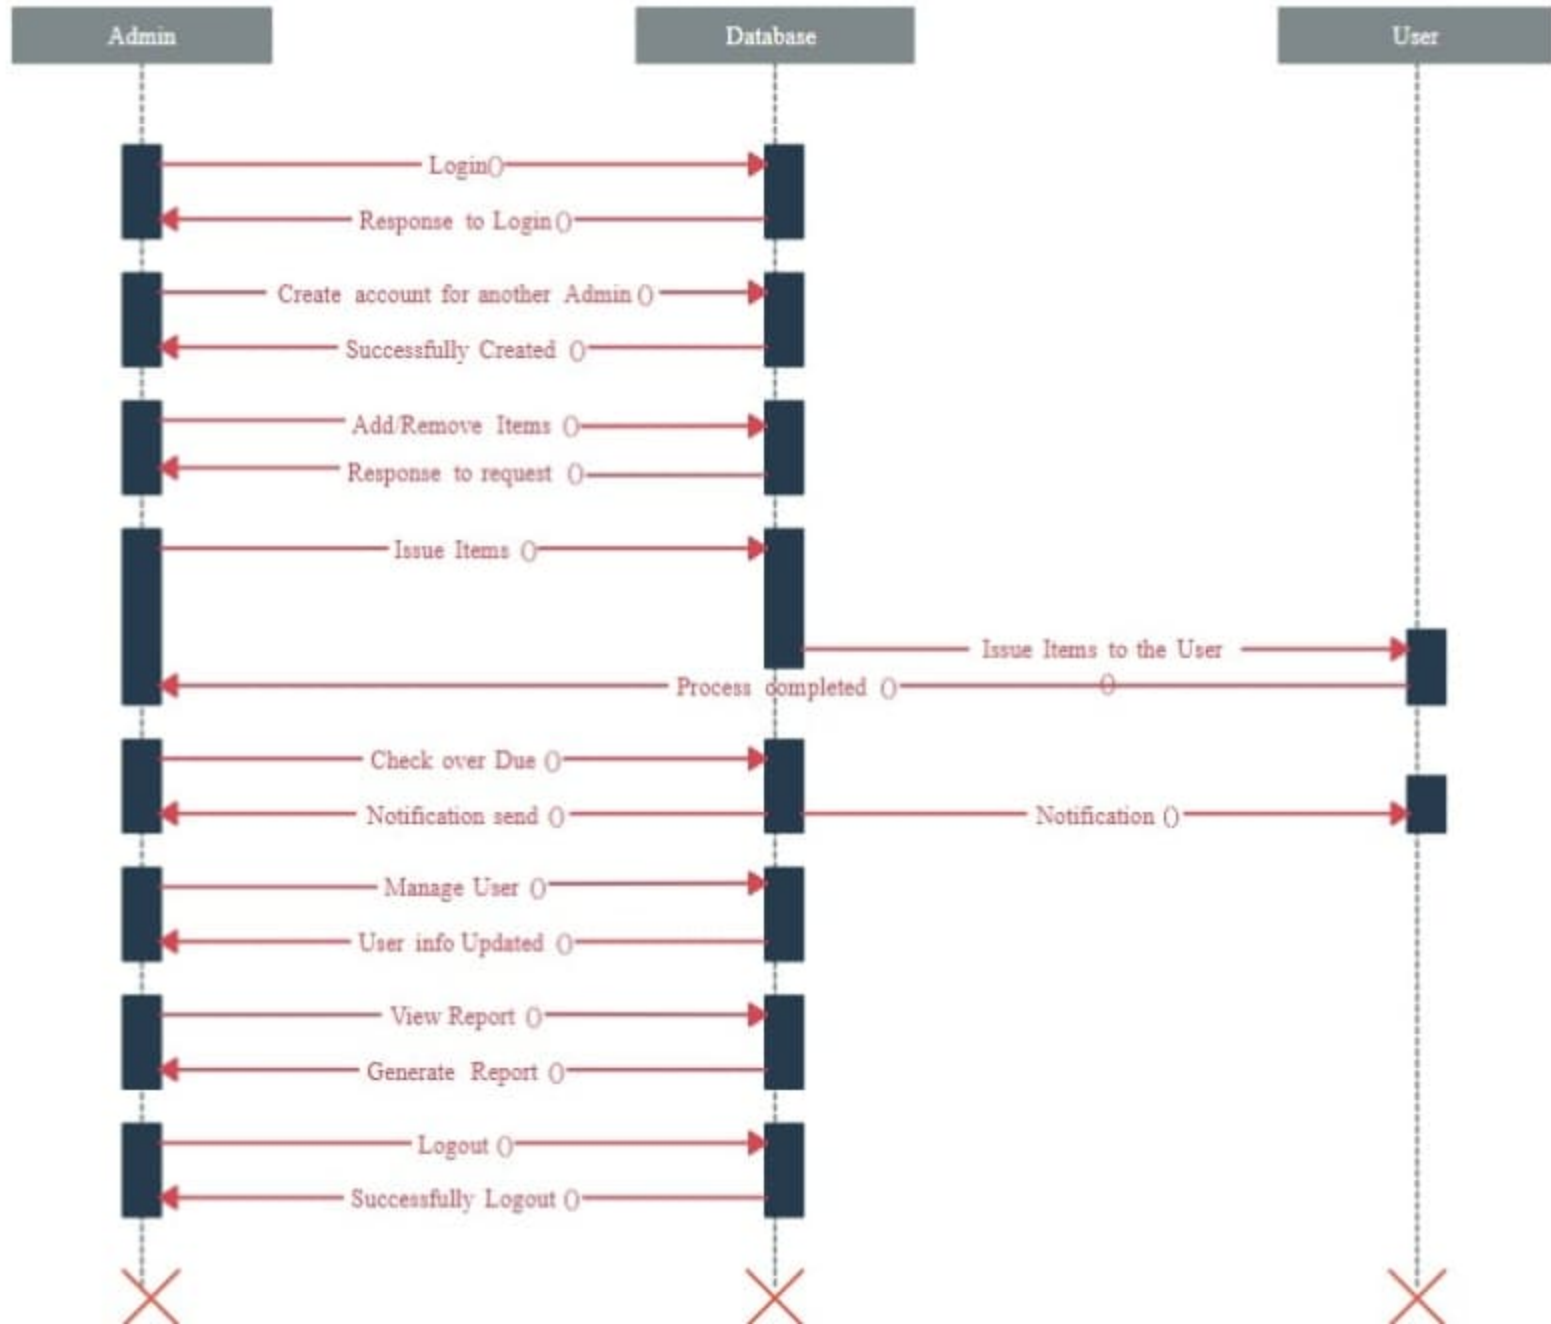 Admin
Database
User
Login()
Response to Login()
Create account for another Admin ()
Successfully Created ()
Add/Remove Items ()
Response to request ()
Issue Items ()
Issue Items to the User
()
Process completed ()
Check over Due ()
Notification send ()
Notification ()
Manage User ()
User info Updated ()
View Report ()
Generate Report ()
Logout ()
Successfully Logout ()